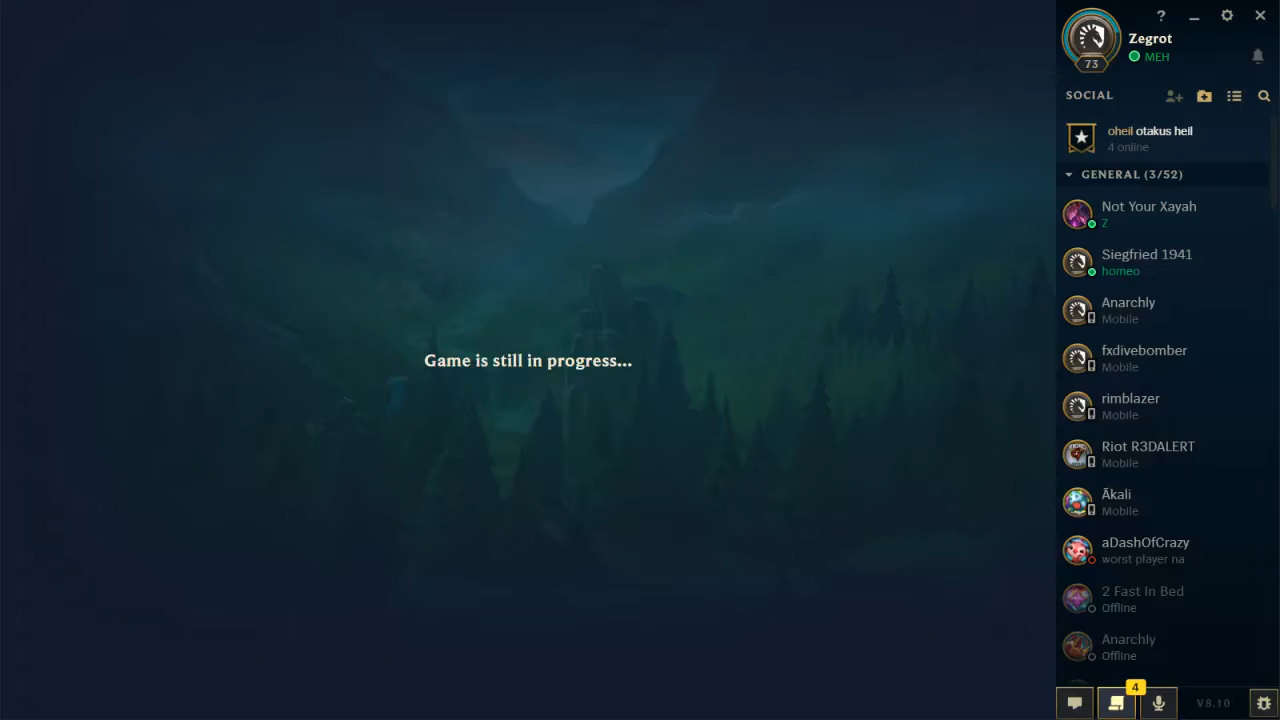 ?
Zegrot
73
MEH
SOCIAL
oheil otakus heil
4 online
GENERAL (3/52)
Not Your Xayah
Z
Siegfried 1941
homeo
Anarchly
Mobile
fxdivebomber
Mobile
rimblazer
Mobile
Riot R3DALERT
Mobile
Ākali
Mobile
aDashOfCrazy
worst player na
2 Fast In Bed
Offline
Anarchly
Offline
Game is still in progress...
4
V8.10